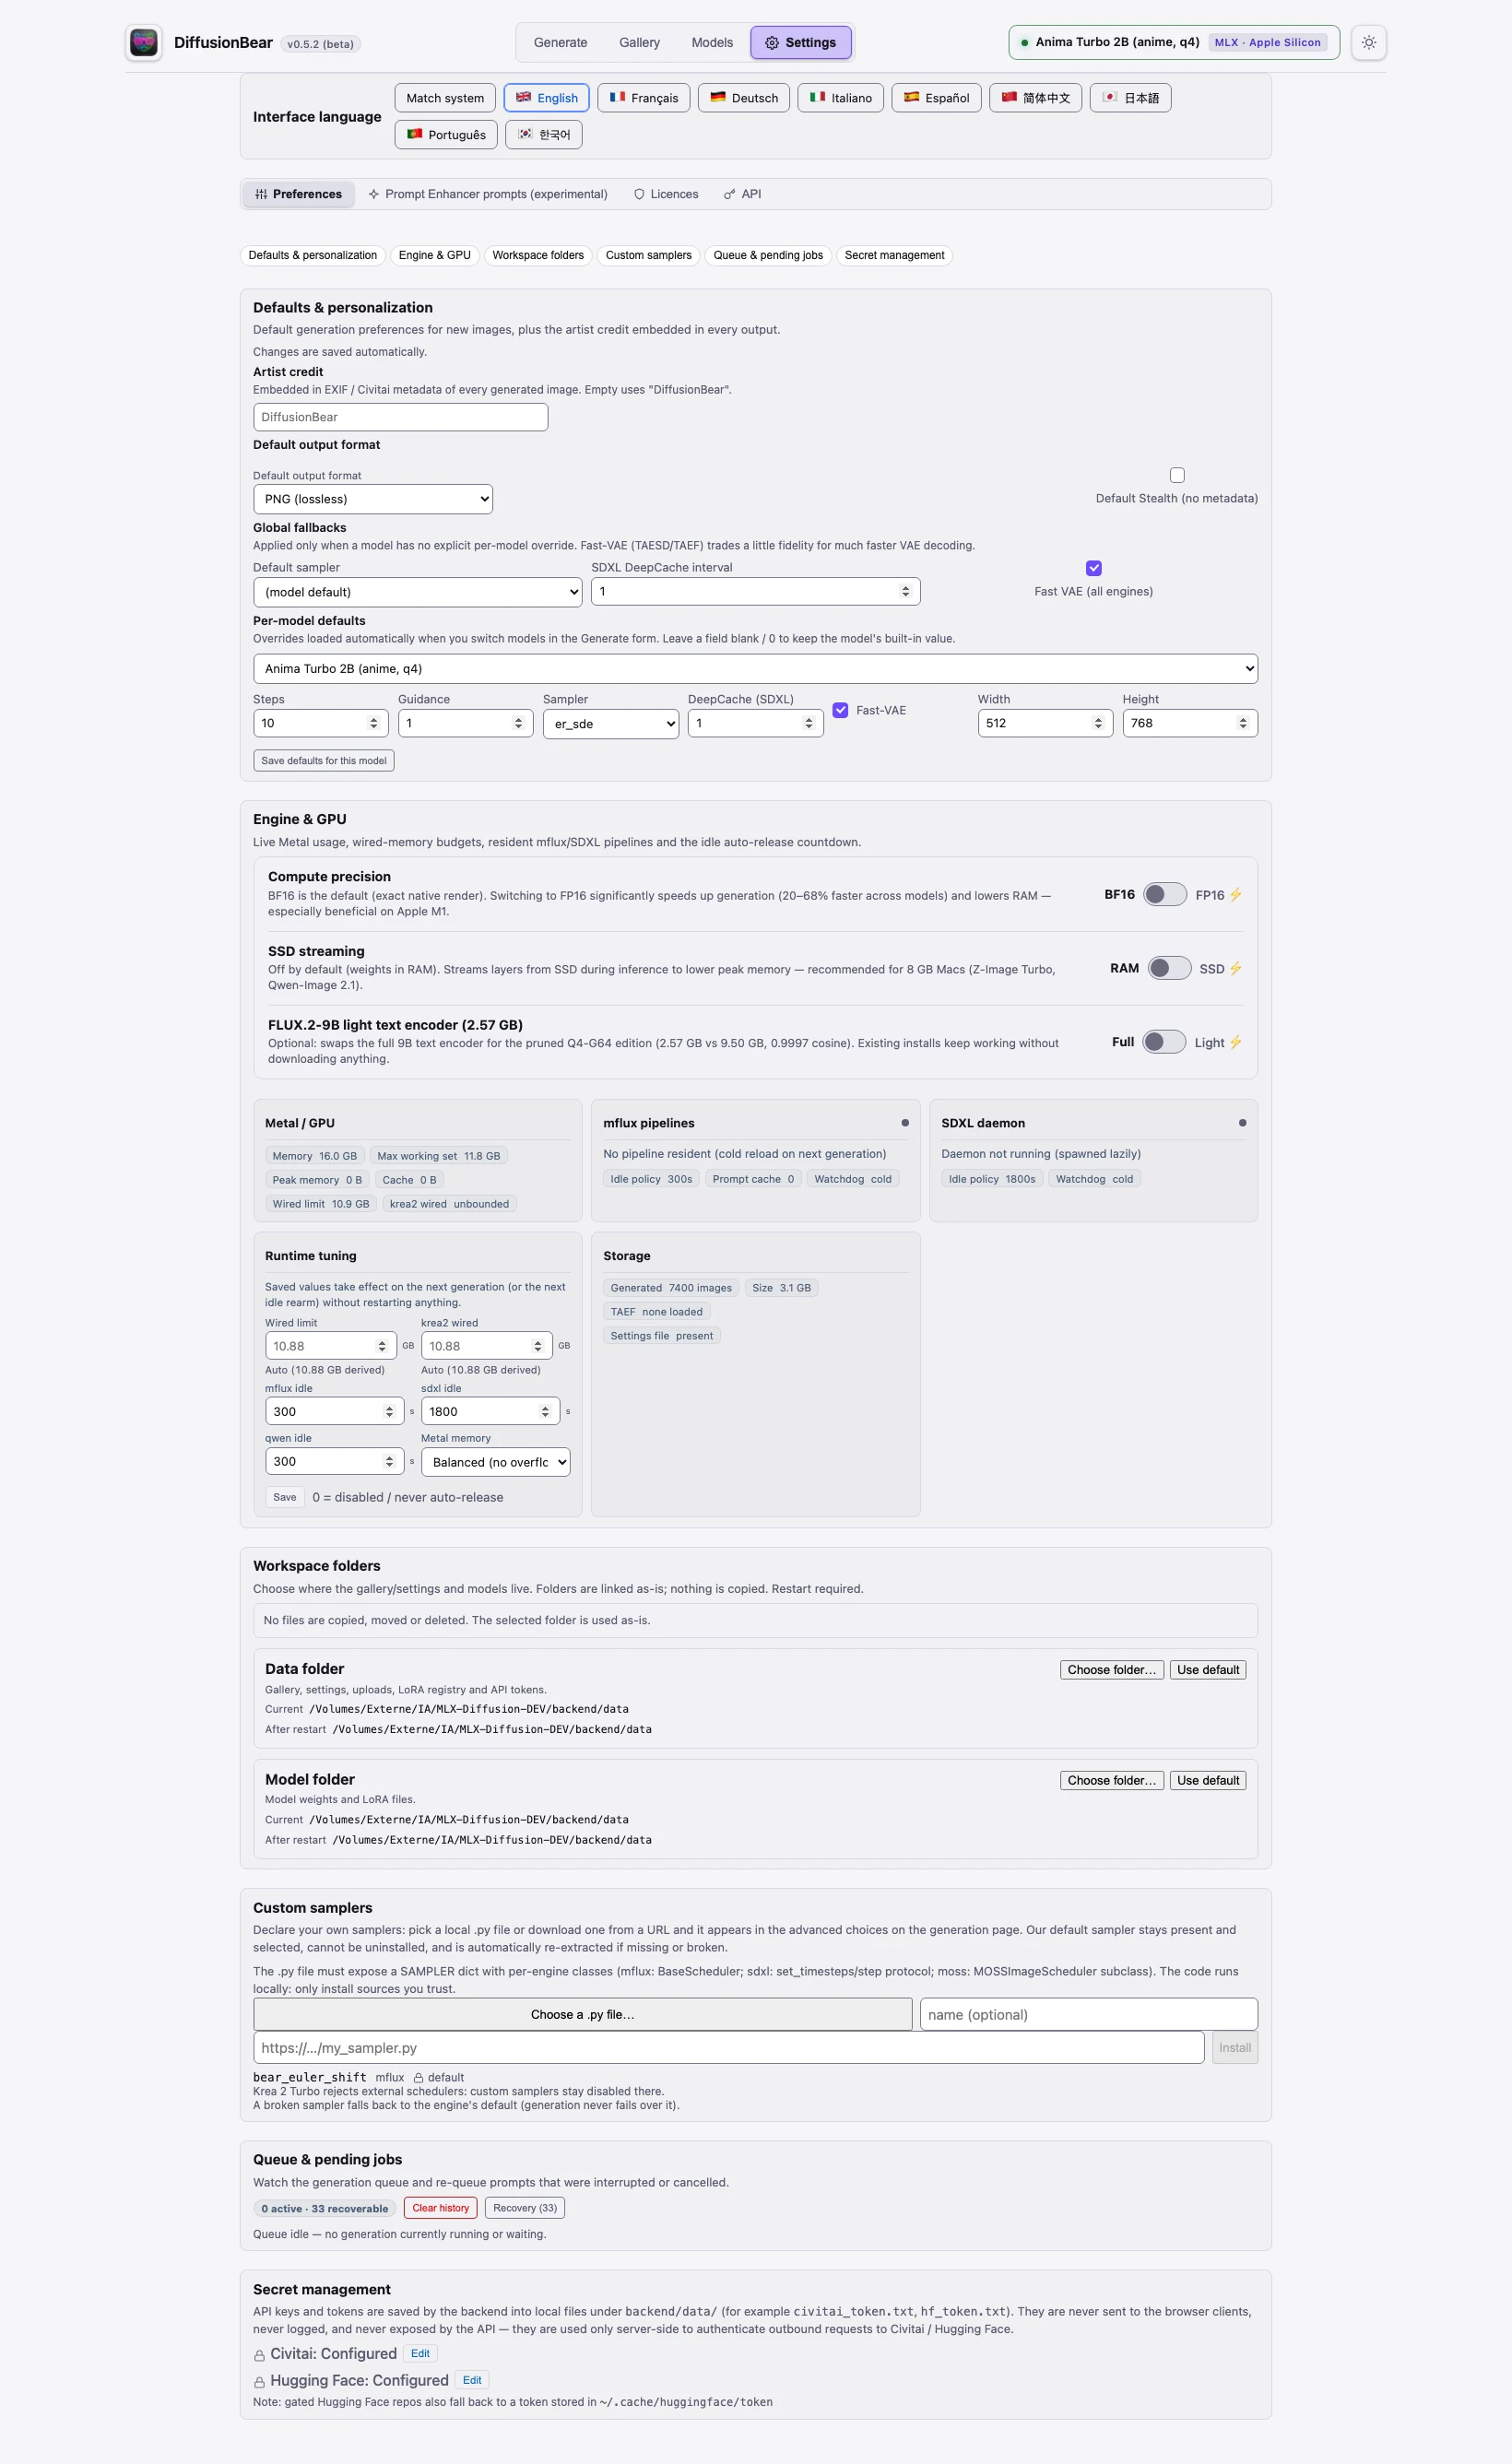 DiffusionBear v0.5.2 (beta) Generate Gallery Models Settings Anima Turbo 2B (anime, q4) MLX · Apple Silicon
Interface language Match system English Français Deutsch Italiano Español 简体中文 日本語
Português 한국어
Preferences Prompt Enhancer prompts (experimental) Licences API
Defaults & personalization Engine & GPU Workspace folders Custom samplers Queue & pending jobs Secret management
Defaults & personalization
Default generation preferences for new images, plus the artist credit embedded in every output.
Changes are saved automatically.
Artist credit
Embedded in EXIF / Civitai metadata of every generated image. Empty uses "DiffusionBear".
DiffusionBear
Default output format
Default output format
PNG (lossless) Default Stealth (no metadata)
Global fallbacks
Applied only when a model has no explicit per-model override. Fast-VAE (TAESD/TAEF) trades a little fidelity for much faster VAE decoding.
Default sampler SDXL DeepCache interval
(model default) 1 Fast VAE (all engines)
Per-model defaults
Overrides loaded automatically when you switch models in the Generate form. Leave a field blank / 0 to keep the model's built-in value.
Anima Turbo 2B (anime, q4)
Steps Guidance Sampler DeepCache (SDXL) Fast-VAE Width Height
10 1 er_sde 1 512 768
Save defaults for this model
Engine & GPU
Live Metal usage, wired-memory budgets, resident mflux/SDXL pipelines and the idle auto-release countdown.
Compute precision
BF16 is the default (exact native render). Switching to FP16 significantly speeds up generation (20–68% faster across models) and lowers RAM —
especially beneficial on Apple M1.
BF16 FP16 ⚡
SSD streaming
Off by default (weights in RAM). Streams layers from SSD during inference to lower peak memory — recommended for 8 GB Macs (Z-Image Turbo,
Qwen-Image 2.1).
RAM SSD ⚡
FLUX.2-9B light text encoder (2.57 GB)
Optional: swaps the full 9B text encoder for the pruned Q4-G64 edition (2.57 GB vs 9.50 GB, 0.9997 cosine). Existing installs keep working without
downloading anything.
Full Light ⚡
Metal / GPU
Memory 16.0 GB Max working set 11.8 GB
Peak memory 0 B Cache 0 B
Wired limit 10.9 GB krea2 wired unbounded
mflux pipelines
No pipeline resident (cold reload on next generation)
Idle policy 300s Prompt cache 0 Watchdog cold
SDXL daemon
Daemon not running (spawned lazily)
Idle policy 1800s Watchdog cold
Runtime tuning
Saved values take effect on the next generation (or the next
idle rearm) without restarting anything.
Wired limit krea2 wired
10.88 GB 10.88 GB
Auto (10.88 GB derived) Auto (10.88 GB derived)
mflux idle sdxl idle
300 s 1800 s
qwen idle Metal memory
300 s Balanced (no overflc
Save 0 = disabled / never auto-release
Storage
Generated 7400 images Size 3.1 GB
TAEF none loaded
Settings file present
Workspace folders
Choose where the gallery/settings and models live. Folders are linked as-is; nothing is copied. Restart required.
No files are copied, moved or deleted. The selected folder is used as-is.
Data folder Choose folder… Use default
Gallery, settings, uploads, LoRA registry and API tokens.
Current /Volumes/Externe/IA/MLX-Diffusion-DEV/backend/data
After restart /Volumes/Externe/IA/MLX-Diffusion-DEV/backend/data
Model folder Choose folder… Use default
Model weights and LoRA files.
Current /Volumes/Externe/IA/MLX-Diffusion-DEV/backend/data
After restart /Volumes/Externe/IA/MLX-Diffusion-DEV/backend/data
Custom samplers
Declare your own samplers: pick a local .py file or download one from a URL and it appears in the advanced choices on the generation page. Our default sampler stays present and
selected, cannot be uninstalled, and is automatically re-extracted if missing or broken.
The .py file must expose a SAMPLER dict with per-engine classes (mflux: BaseScheduler; sdxl: set_timesteps/step protocol; moss: MOSSImageScheduler subclass). The code runs
locally: only install sources you trust.
Choose a .py file… name (optional)
https://…/my_sampler.py Install
bear_euler_shift mflux default
Krea 2 Turbo rejects external schedulers: custom samplers stay disabled there.
A broken sampler falls back to the engine's default (generation never fails over it).
Queue & pending jobs
Watch the generation queue and re-queue prompts that were interrupted or cancelled.
0 active · 33 recoverable Clear history Recovery (33)
Queue idle — no generation currently running or waiting.
Secret management
API keys and tokens are saved by the backend into local files under backend/data/ (for example civitai_token.txt, hf_token.txt). They are never sent to the browser clients,
never logged, and never exposed by the API — they are used only server-side to authenticate outbound requests to Civitai / Hugging Face.
Civitai: Configured Edit
Hugging Face: Configured Edit
Note: gated Hugging Face repos also fall back to a token stored in ~/.cache/huggingface/token